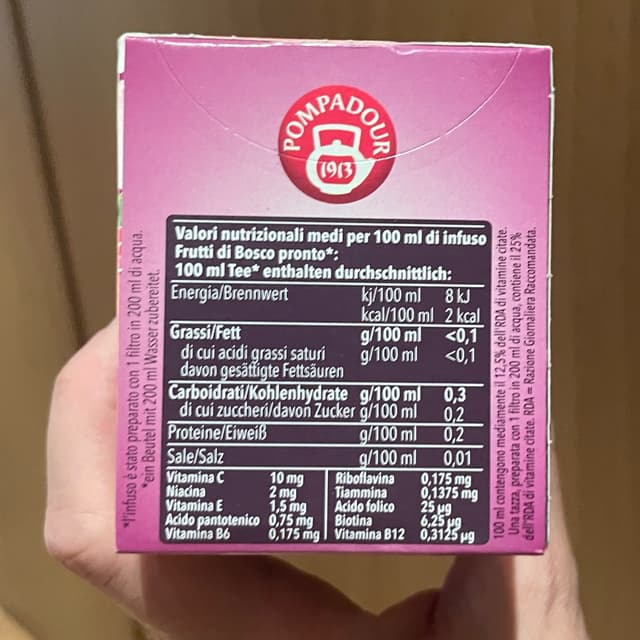 POMPADOUR
1913
Valori nutrizionali medi per 100 ml di infuso
Frutti di Bosco pronto*:
100 ml Tee* enthalten durchschnittlich:
Energia/Brennwert kj/100 ml 8 kJ
kcal/100 ml 2 kcal
Grassi/Fett g/100 ml <0,1
di cui acidi grassi saturi g/100 ml <0,1
davon gesättigte Fettsäuren
Carboidrati/Kohlenhydrate g/100 ml 0,3
di cui zuccheri/davon Zucker g/100 ml 0,2
Proteine/Eiweiß g/100 ml 0,2
Sale/Salz g/100 ml 0,01
Vitamina C 10 mg
Niacina 2 mg
Vitamina E 1,5 mg
Acido pantotenico 0,75 mg
Vitamina B6 0,175 mg
Riboflavina 0,175 mg
Tiammina 0,1375 mg
Acido folico 25 µg
Biotina 6,25 µg
Vitamina B12 0,3125 µg
*l'infuso è stato preparato con 1 filtro in 200 ml di acqua.
*ein Beutel mit 200 ml Wasser zubereitet.
100 ml contengono mediamente il 12,5% dell'RDA di vitamine citate.
Una tazza, preparata con 1 filtro in 200 ml di acqua, contiene il 25%
dell'RDA di vitamine citate. RDA = Razione Giornaliera Raccomandata.